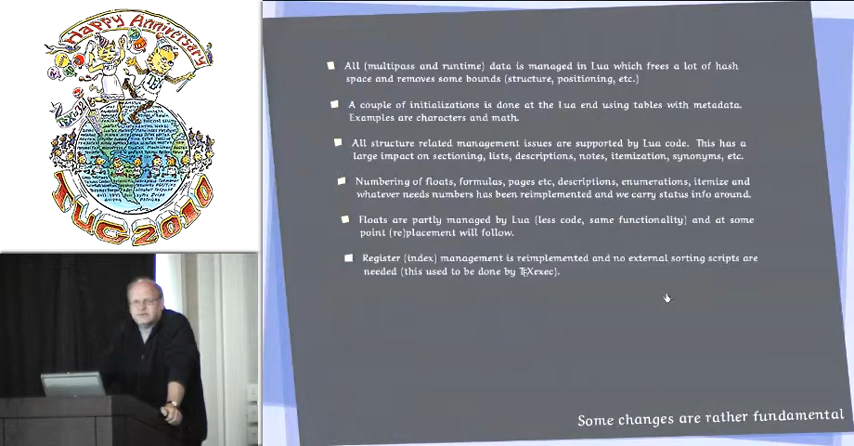 Happy Anniversary
TUG 2010
All (multipass and runtime) data is managed in Lua which frees a lot of hash
space and removes some bounds (structure, positioning, etc.)
A couple of initializations is done at the Lua end using tables with metadata.
Examples are characters and math.
All structure related management issues are supported by Lua code. This has a
large impact on sectioning, lists, descriptions, notes, itemization, synonyms, etc.
Numbering of floats, formulas, pages etc, descriptions, enumerations, itemize and
whatever needs numbers has been reimplemented and we carry status info around.
Floats are partly managed by Lua (less code, same functionality) and at some
point (re)placement will follow.
Register (index) management is reimplemented and no external sorting scripts are
needed (this used to be done by TEXexec).
Some changes are rather fundamental